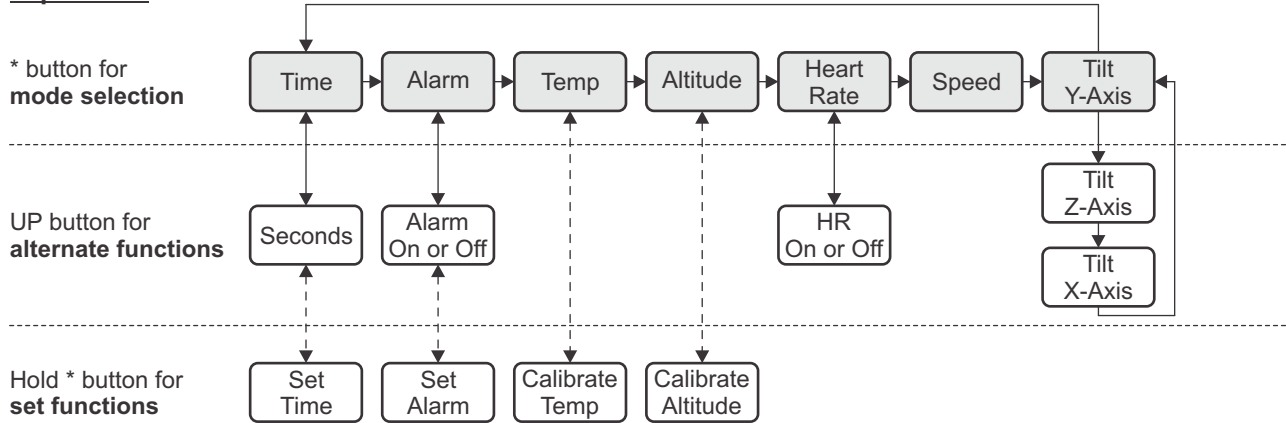 * button for
mode selection
Time
Alarm
Temp
Altitude
Heart
Rate
Speed
Tilt
Y-Axis
UP button for
alternate functions
Seconds
Alarm
On or Off
HR
On or Off
Tilt
Z-Axis
Tilt
X-Axis
Hold * button for
set functions
Set
Time
Set
Alarm
Calibrate
Temp
Calibrate
Altitude